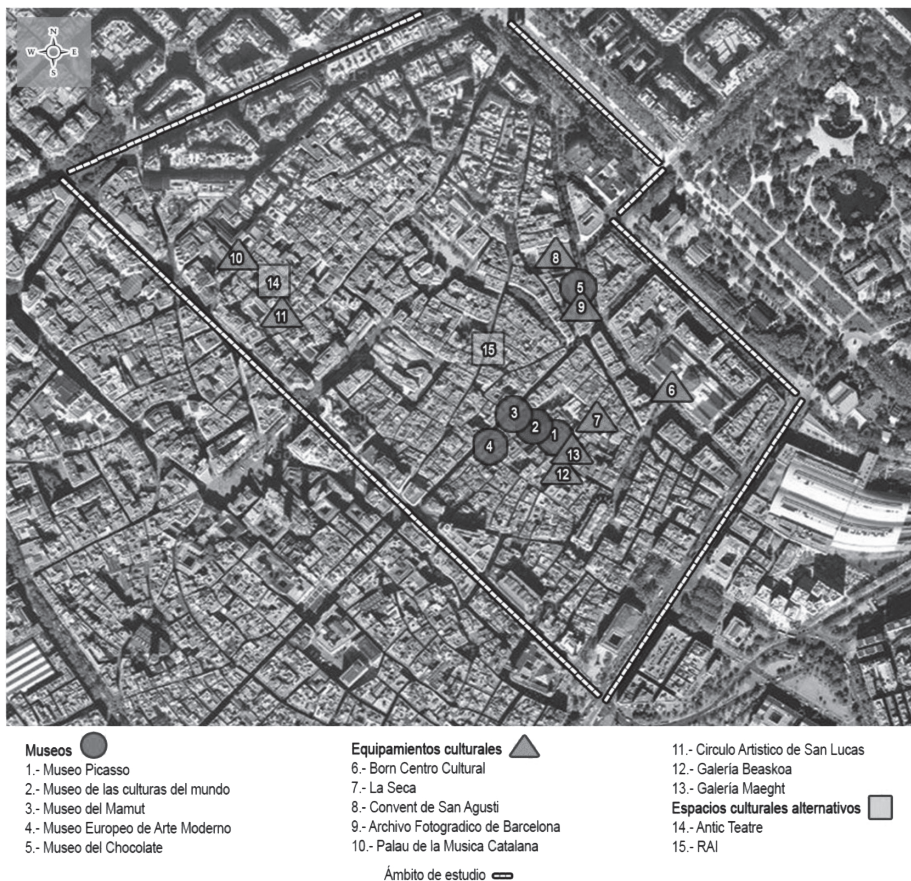 N
W E
S
10
14
11
8
5
9
15
6
3
2
1
7
4
13
12
Museos
1.- Museo Picasso
2.- Museo de las culturas del mundo
3.- Museo del Mamut
4.- Museo Europeo de Arte Moderno
5.- Museo del Chocolate
Equipamientos culturales
6.- Born Centro Cultural
7.- La Seca
8.- Convent de San Agusti
9.- Archivo Fotogradico de Barcelona
10.- Palau de la Musica Catalana
11.- Circulo Artistico de San Lucas
12.- Galería Beaskoa
13.- Galería Maeght
Espacios culturales alternativos
14.- Antic Teatre
15.- RAI
Ámbito de estudio